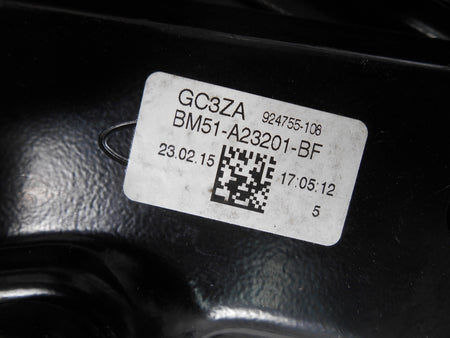 GC3ZA 924755-106
BM51-A23201-BF
23.02.15 17:05:12
5